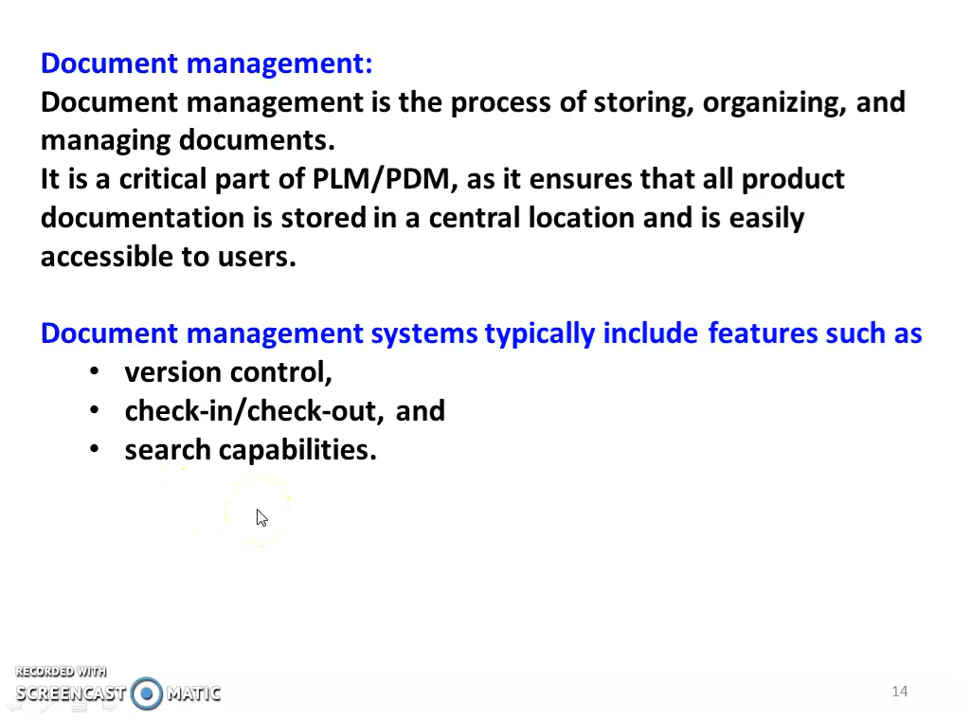 Document management:
Document management is the process of storing, organizing, and
managing documents.
It is a critical part of PLM/PDM, as it ensures that all product
documentation is stored in a central location and is easily
accessible to users.
Document management systems typically include features such as
• version control,
• check-in/check-out, and
• search capabilities.
RECORDED WITH
SCREENCAST MATIC
14